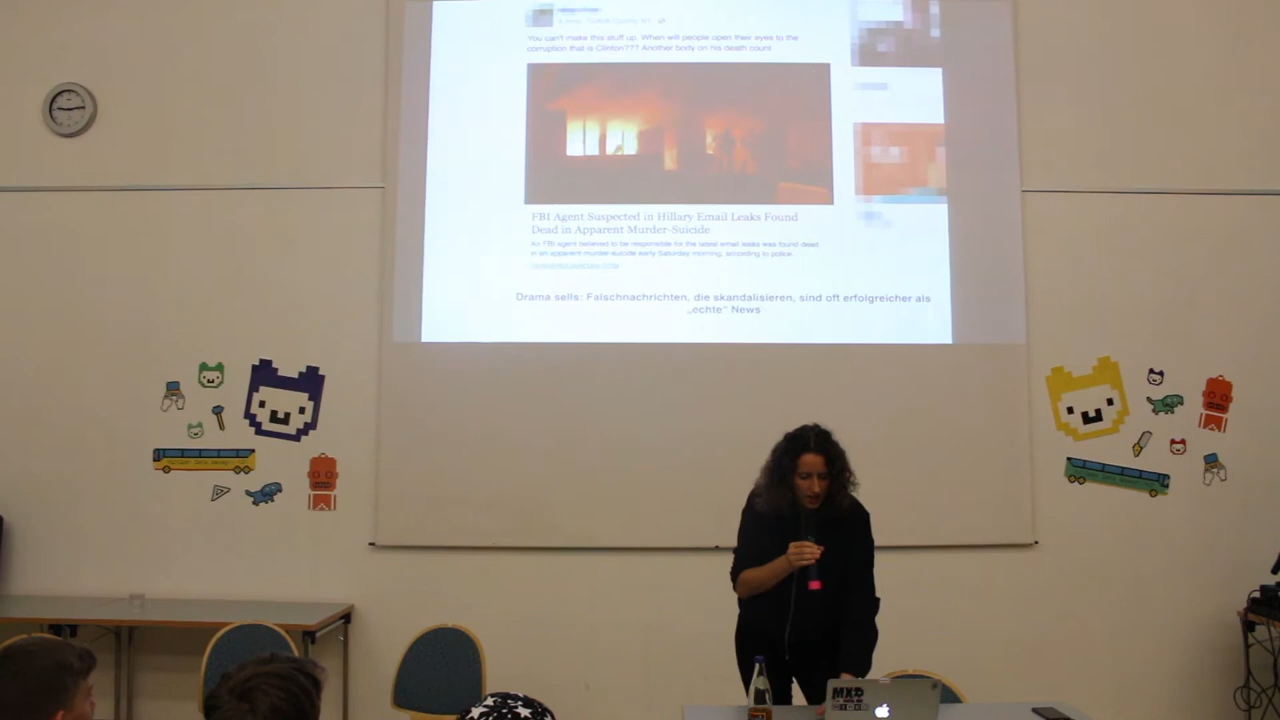 You can't make this stuff up. When will people open their eyes to the
corruption that is Clinton??? Another body on his death count
FBI Agent Suspected in Hillary Email Leaks Found
Dead in Apparent Murder-Suicide
An FBI agent believed to be responsible for the latest email leaks was found dead
in an apparent murder-suicide early Saturday morning, according to police.
Drama sells: Falschnachrichten, die skandalisieren, sind oft erfolgreicher als
„echte“ News